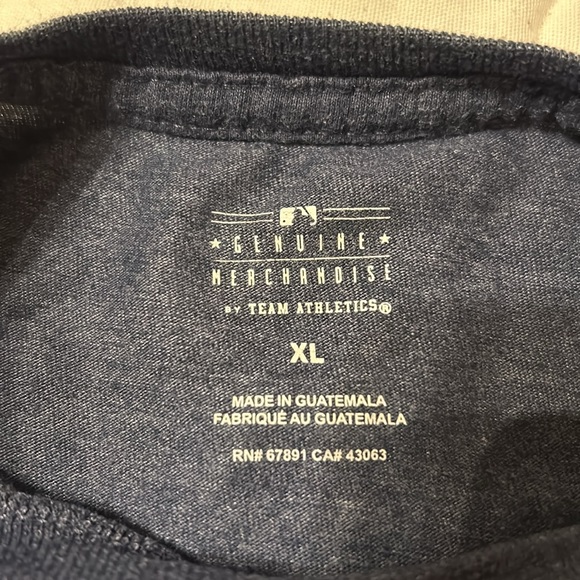 ★ GENUINE ★
MERCHANDISE
BY TEAM ATHLETICS®
XL
MADE IN GUATEMALA
FABRIQUÉ AU GUATEMALA
RN# 67891 CA# 43063